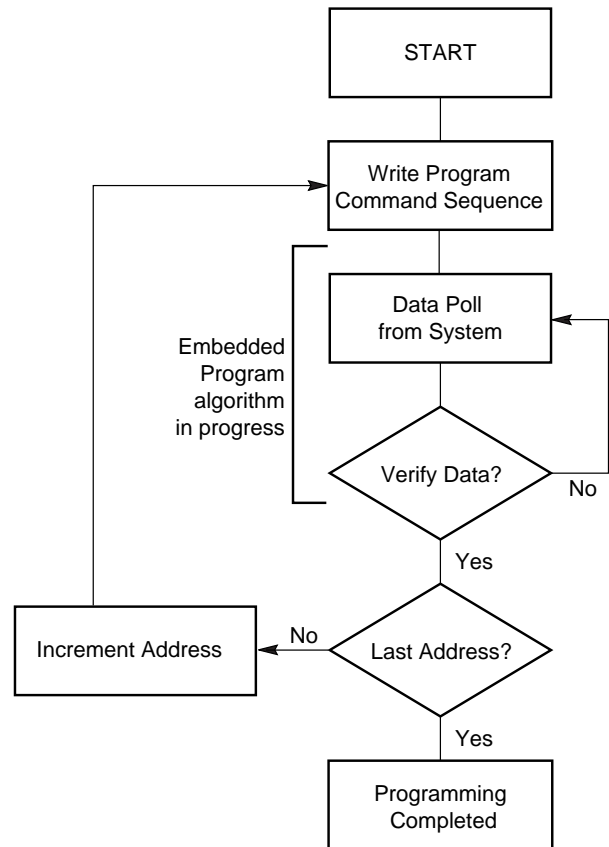 START
Write Program
Command Sequence
Data Poll
from System
Embedded
Program
algorithm
in progress
Verify Data?
No
Yes
No
Increment Address
Last Address?
Yes
Programming
Completed